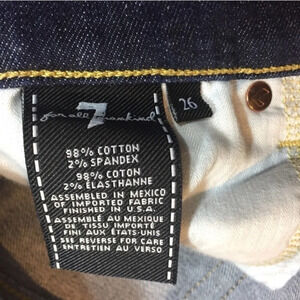 7
for all mankind
26
98% COTTON
2% SPANDEX
98% COTON
2% ÉLASTHANNE
ASSEMBLED IN MEXICO
OF IMPORTED FABRIC
FINISHED IN U.S.A.
ASSEMBLÉ AU MEXIQUE
DE TISSU IMPORTÉ
FINI AUX ÉTATS-UNIS
SEE REVERSE FOR CARE
ENTRETIEN AU VERSO